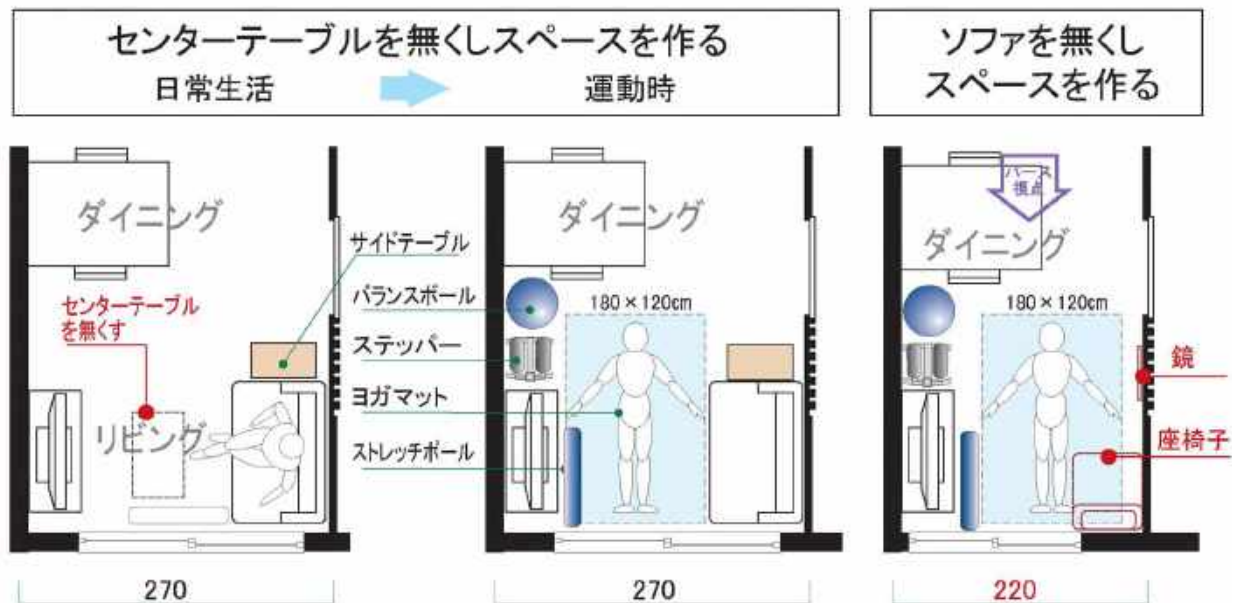 センターテーブルを無くしスペースを作る
日常生活
運動時
ソファを無くし
スペースを作る
ダイニング
サイドテーブル
センターテーブル
を無くす
バランスボール
ステッパー
ヨガマット
リビング
ストレッチポール
270
ダイニング
180×120cm
270
パース
視点
ダイニング
180×120cm
鏡
座椅子
220